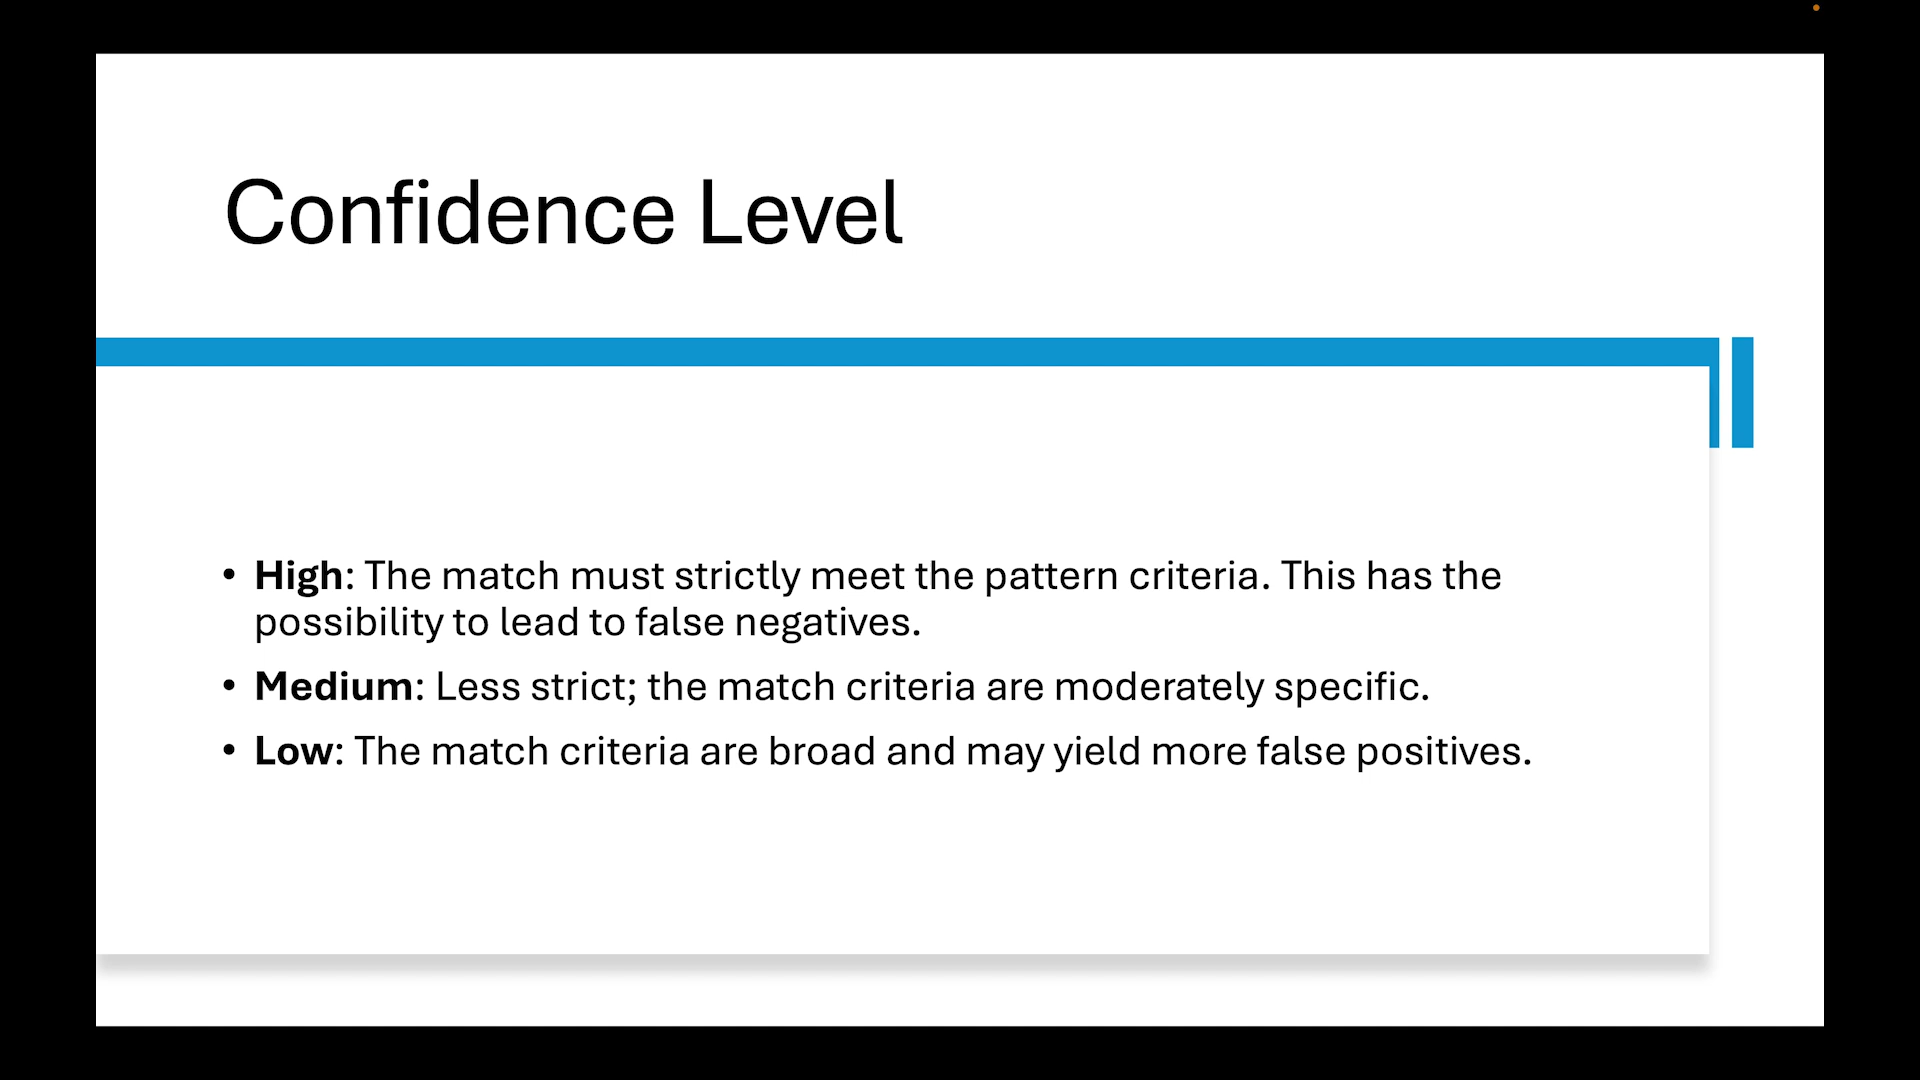 Confidence Level
• High: The match must strictly meet the pattern criteria. This has the
possibility to lead to false negatives.
• Medium: Less strict; the match criteria are moderately specific.
• Low: The match criteria are broad and may yield more false positives.